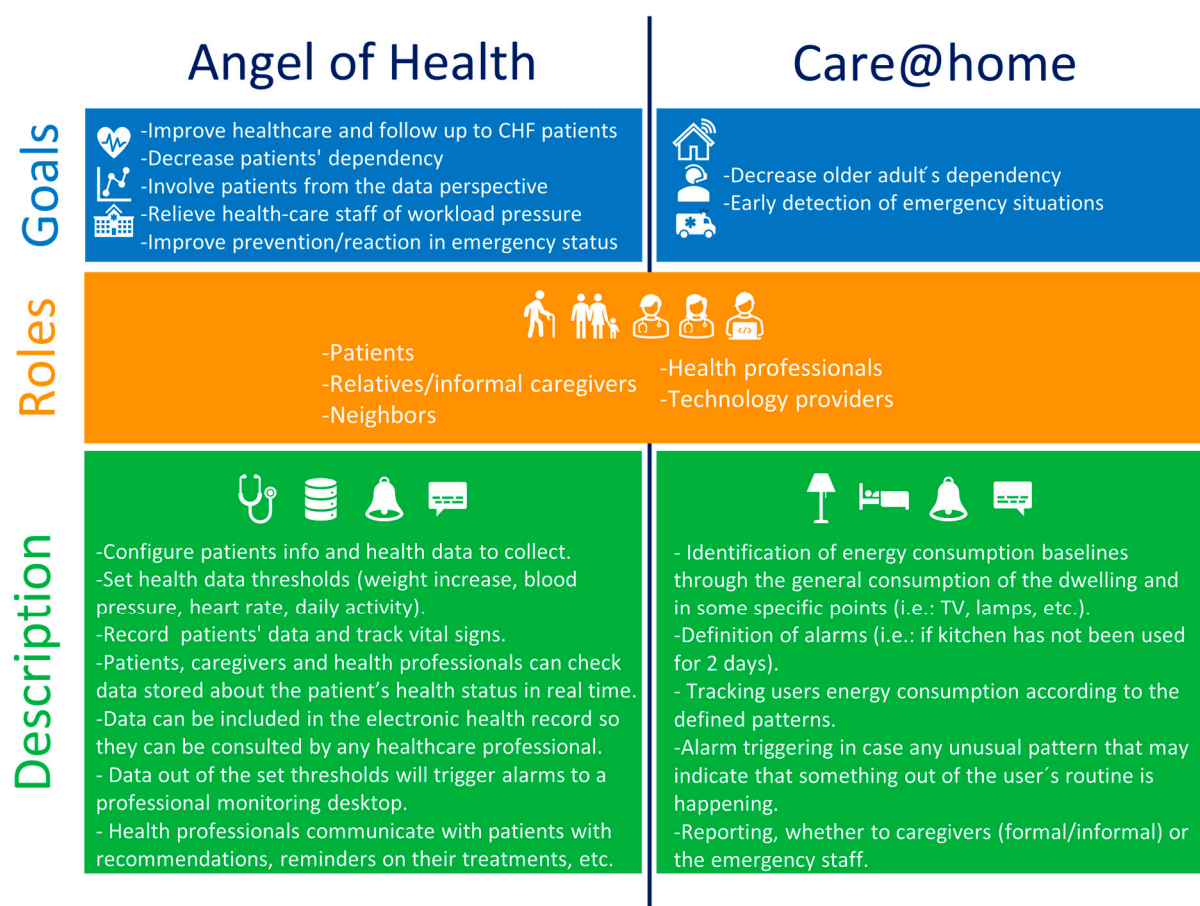 Angel of Health
Care@home
Goals
-Improve healthcare and follow up to CHF patients
-Decrease patients' dependency
-Involve patients from the data perspective
-Relieve health-care staff of workload pressure
-Improve prevention/reaction in emergency status
-Decrease older adult´s dependency
-Early detection of emergency situations
Roles
</>
-Patients
-Relatives/informal caregivers
-Neighbors
-Health professionals
-Technology providers
Description
-Configure patients info and health data to collect.
-Set health data thresholds (weight increase, blood
pressure, heart rate, daily activity).
-Record  patients' data and track vital signs.
-Patients, caregivers and health professionals can check
data stored about the patient’s health status in real time.
-Data can be included in the electronic health record so
they can be consulted by any healthcare professional.
- Data out of the set thresholds will trigger alarms to a
professional monitoring desktop.
- Health professionals communicate with patients with
recommendations, reminders on their treatments, etc.
- Identification of energy consumption baselines
through the general consumption of the dwelling and
in some specific points (i.e.: TV, lamps, etc.).
-Definition of alarms (i.e.: if kitchen has not been used
for 2 days).
- Tracking users energy consumption according to the
defined patterns.
-Alarm triggering in case any unusual pattern that may
indicate that something out of the user´s routine is
happening.
-Reporting, whether to caregivers (formal/informal) or
the emergency staff.